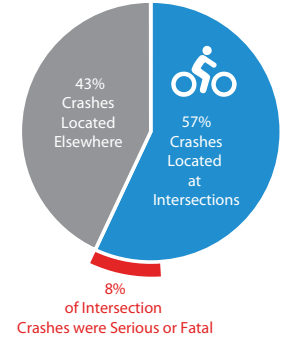 43%
Crashes
Located
Elsewhere
57%
Crashes
Located
at
Intersections
8%
of Intersection
Crashes were Serious or Fatal